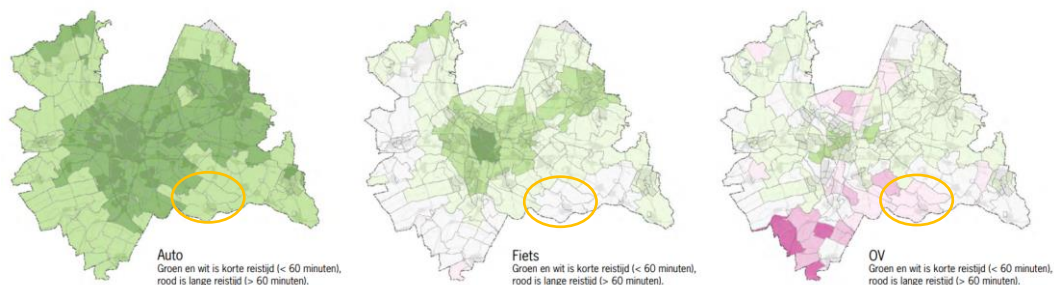 Auto
Groen en wit is korte reistijd (< 60 minuten),
rood is lange reistijd (> 60 minuten).
Fiets
Groen en wit is korte reistijd (< 60 minuten),
rood is lange reistijd (> 60 minuten).
OV
Groen en wit is korte reistijd (< 60 minuten),
rood is lange reistijd (> 60 minuten).